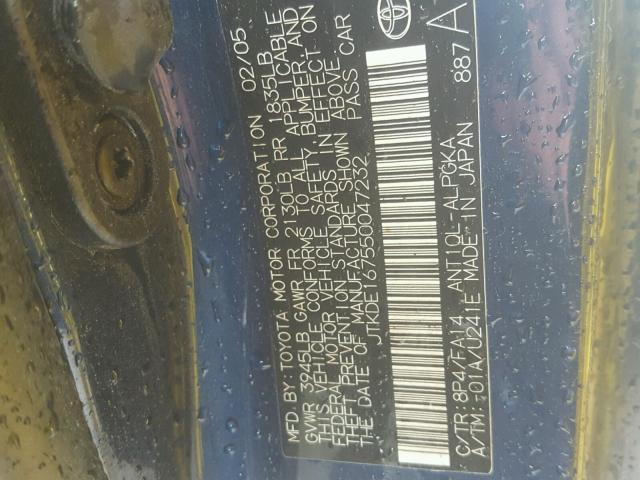 MFD. BY: TOYOTA MOTOR CORPORATION 02/05
GVWR 3945LB GAWR FR 2130LB RR 1835LB
THIS VEHICLE CONFORMS TO ALL APPLICABLE
FEDERAL MOTOR VEHICLE SAFETY, BUMPER, AND
THEFT PREVENTION STANDARDS IN EFFECT ON
THE DATE OF MANUFACTURE SHOWN ABOVE.
JTKDE167550047232 PASS CAR
C/TR: 8P4/FA14 ANT10L-ALPGKA 887 A
A/TM: -01A/U241E MADE IN JAPAN